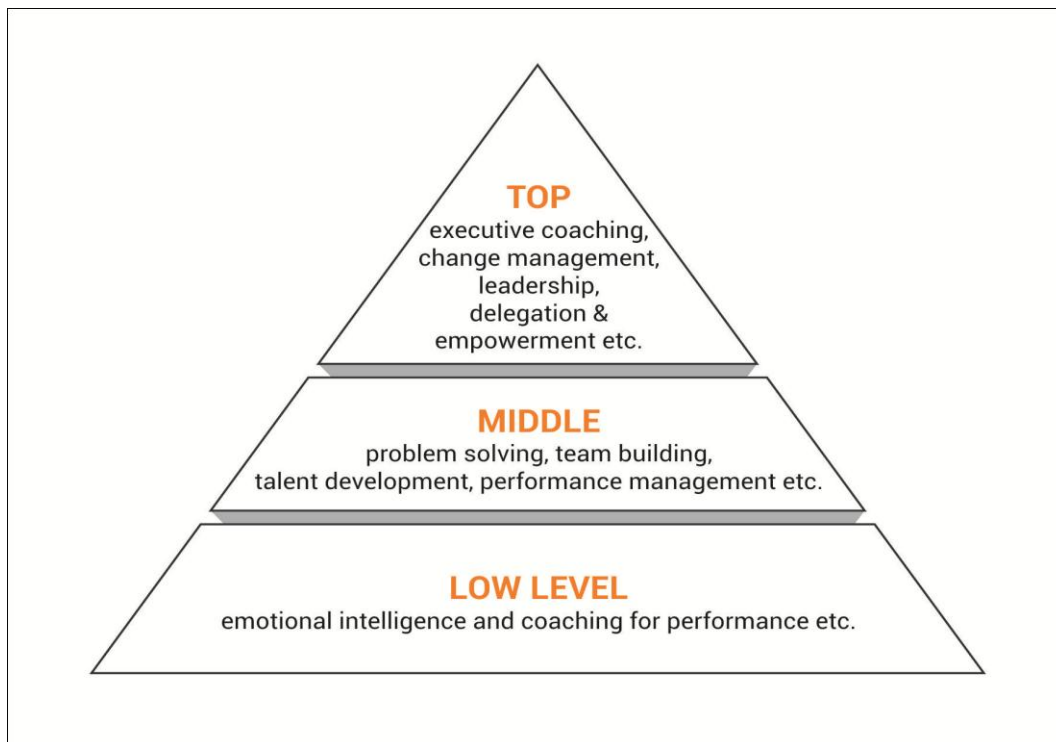 TOP
executive coaching,
change management,
leadership,
delegation &
empowerment etc.
MIDDLE
problem solving, team building,
talent development, performance management etc.
LOW LEVEL
emotional intelligence and coaching for performance etc.